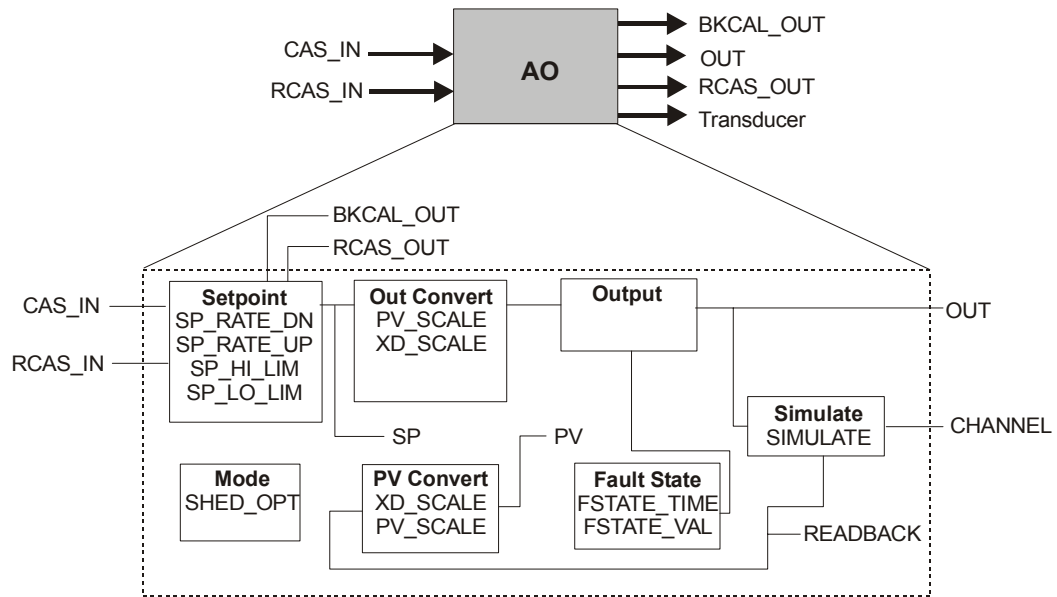 CAS_IN
RCAS_IN
AO
BKCAL_OUT
OUT
RCAS_OUT
Transducer
BKCAL_OUT
RCAS_OUT
CAS_IN
RCAS_IN
Setpoint
SP_RATE_DN
SP_RATE_UP
SP_HI_LIM
SP_LO_LIM
Out Convert
PV_SCALE
XD_SCALE
Output
OUT
Simulate
SIMULATE
CHANNEL
SP
PV
Mode
SHED_OPT
PV Convert
XD_SCALE
PV_SCALE
Fault State
FSTATE_TIME
FSTATE_VAL
READBACK